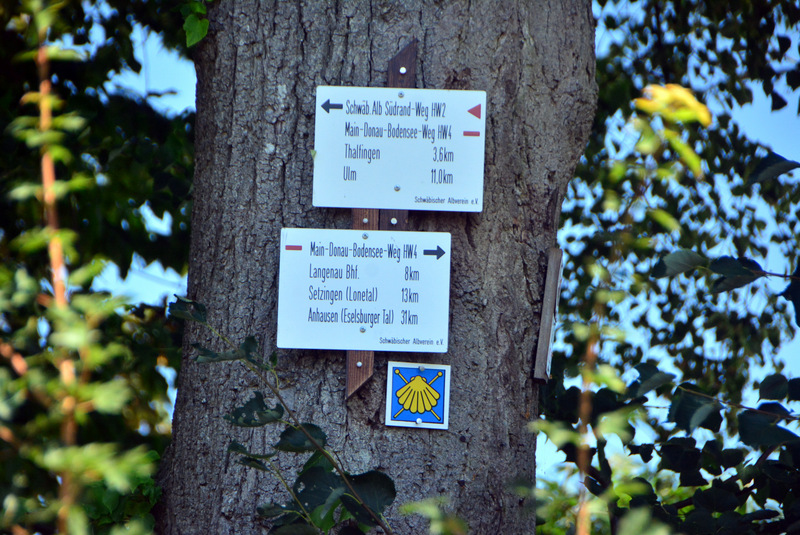 Schwäb.Alb Südrand-Weg HW2
Main-Donau-Bodensee-Weg HW4
Thalfingen 3,6km
Ulm 11,0km
Schwäbischer Albverein e.V.
Main-Donau-Bodensee-Weg HW4
Langenau Bhf. 8km
Setzingen (Lonetal) 13km
Anhausen (Eselsburger Tal) 31km
Schwäbischer Albverein e.V.